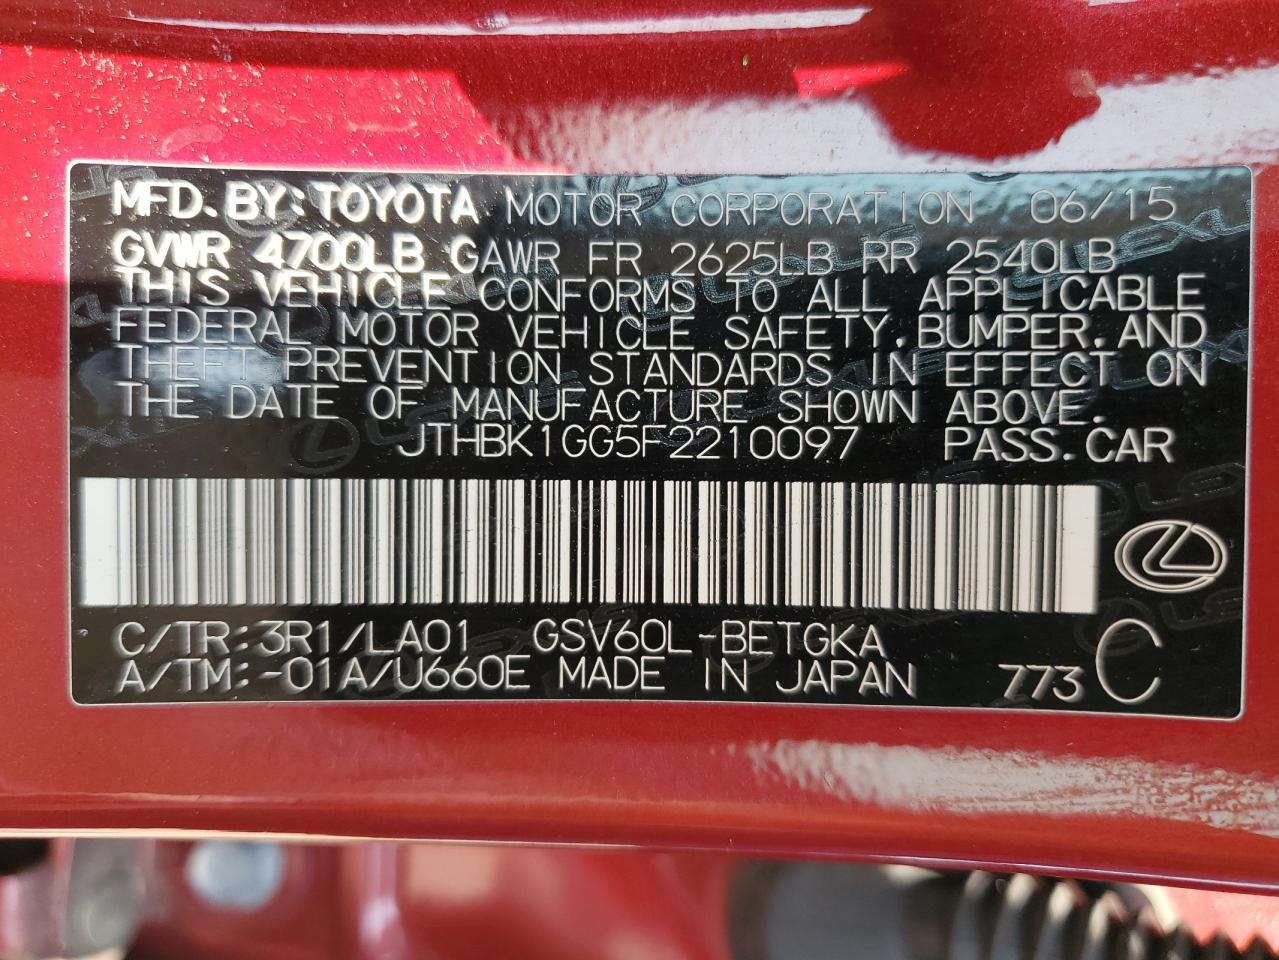 MFD. BY: TOYOTA MOTOR CORPORATION 06/15
GVWR 4700LB GAWR FR 2625LB RR 2540LB
THIS VEHICLE CONFORMS TO ALL APPLICABLE
FEDERAL MOTOR VEHICLE SAFETY, BUMPER, AND
THEFT PREVENTION STANDARDS IN EFFECT ON
THE DATE OF MANUFACTURE SHOWN ABOVE.
JTHBK1GG5F2210097 PASS. CAR
C/TR: 3R1/LA01 GSV60L-BETGKA
A/TM: -01A/U660E MADE IN JAPAN 773 C